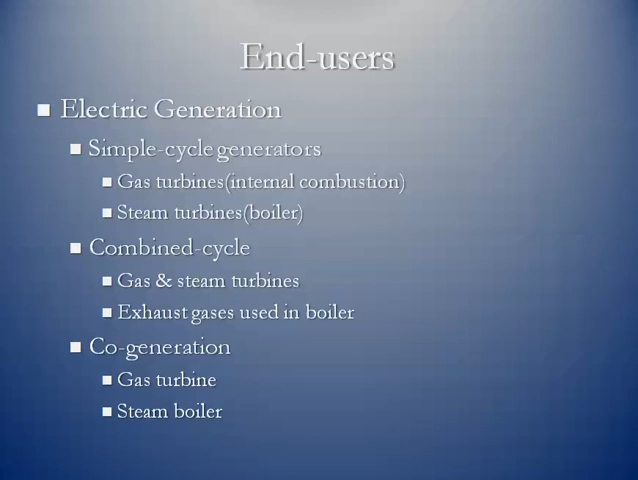 End-users
Electric Generation
Simple-cycle generators
Gas turbines(internal combustion)
Steam turbines(boiler)
Combined-cycle
Gas & steam turbines
Exhaust gases used in boiler
Co-generation
Gas turbine
Steam boiler